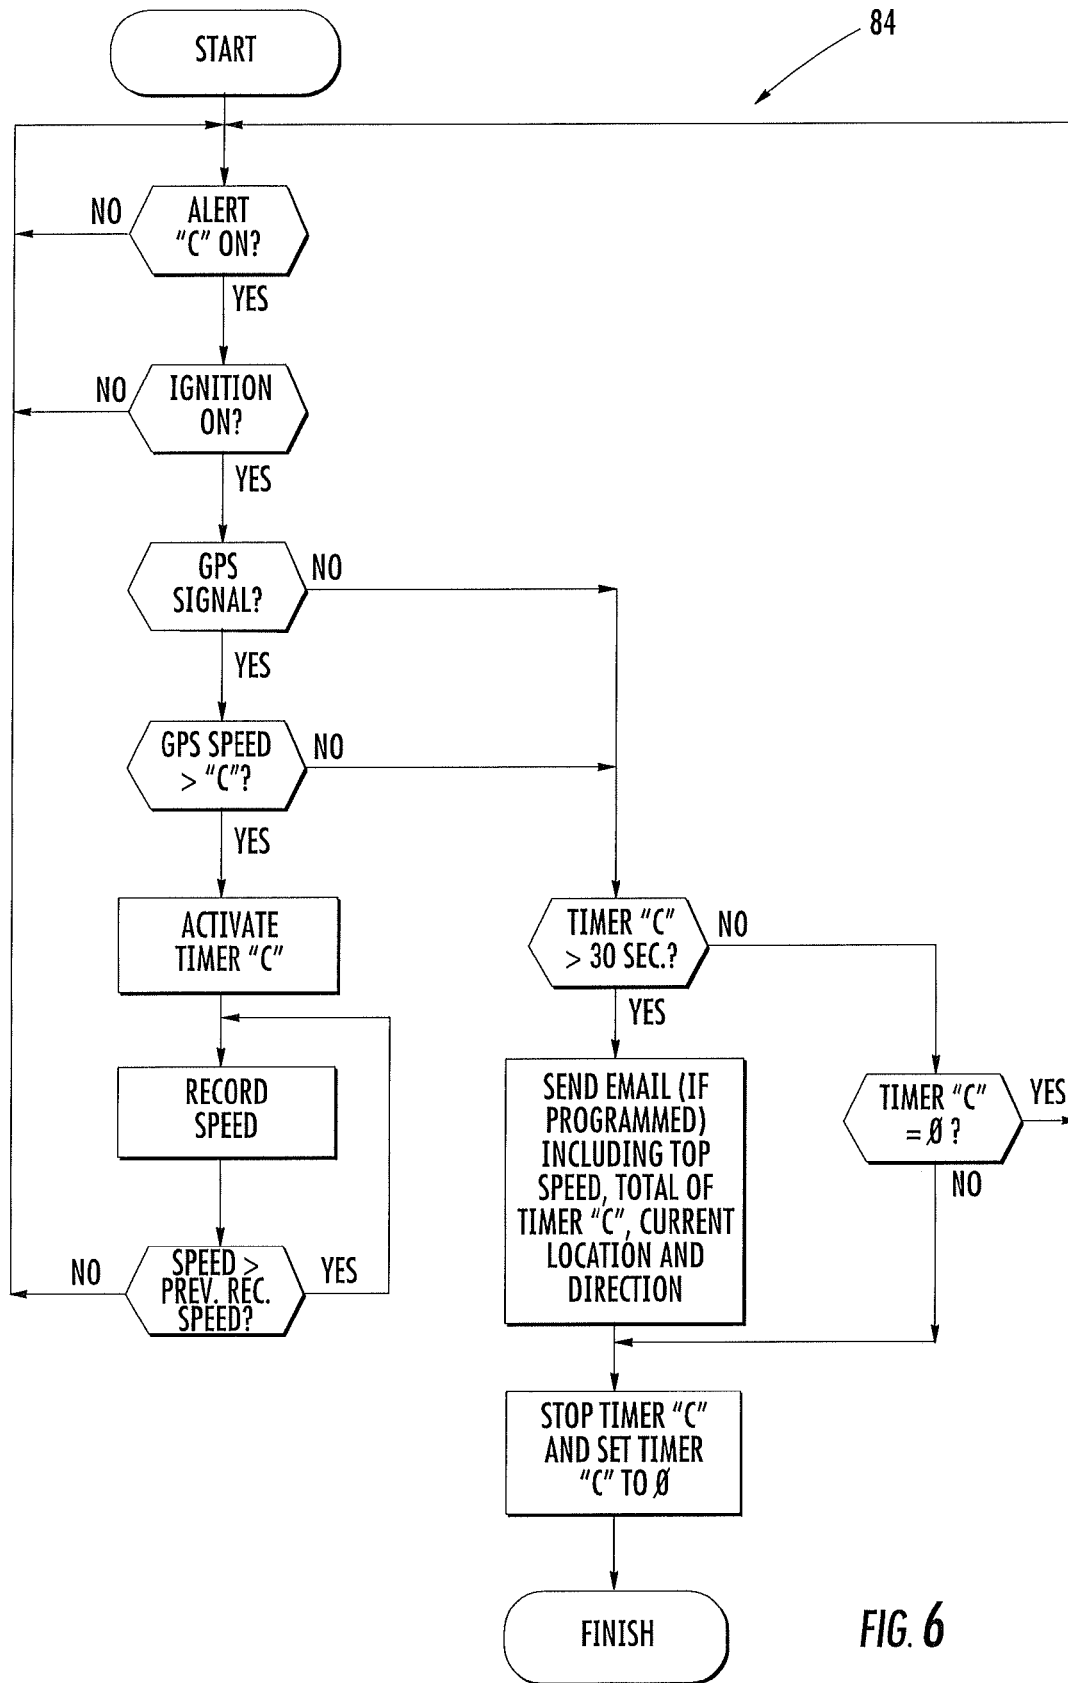 START
84
ALERT
"C" ON?
NO
YES
IGNITION
ON?
NO
YES
GPS
SIGNAL?
NO
YES
GPS SPEED
> "C"?
NO
YES
ACTIVATE
TIMER "C"
RECORD
SPEED
SPEED >
PREV. REC.
SPEED?
NO
YES
TIMER "C"
> 30 SEC.?
NO
YES
SEND EMAIL (IF
PROGRAMMED)
INCLUDING TOP
SPEED, TOTAL OF
TIMER "C", CURRENT
LOCATION AND
DIRECTION
TIMER "C"
= Ø ?
YES
NO
STOP TIMER "C"
AND SET TIMER
"C" TO Ø
FINISH
FIG. 6